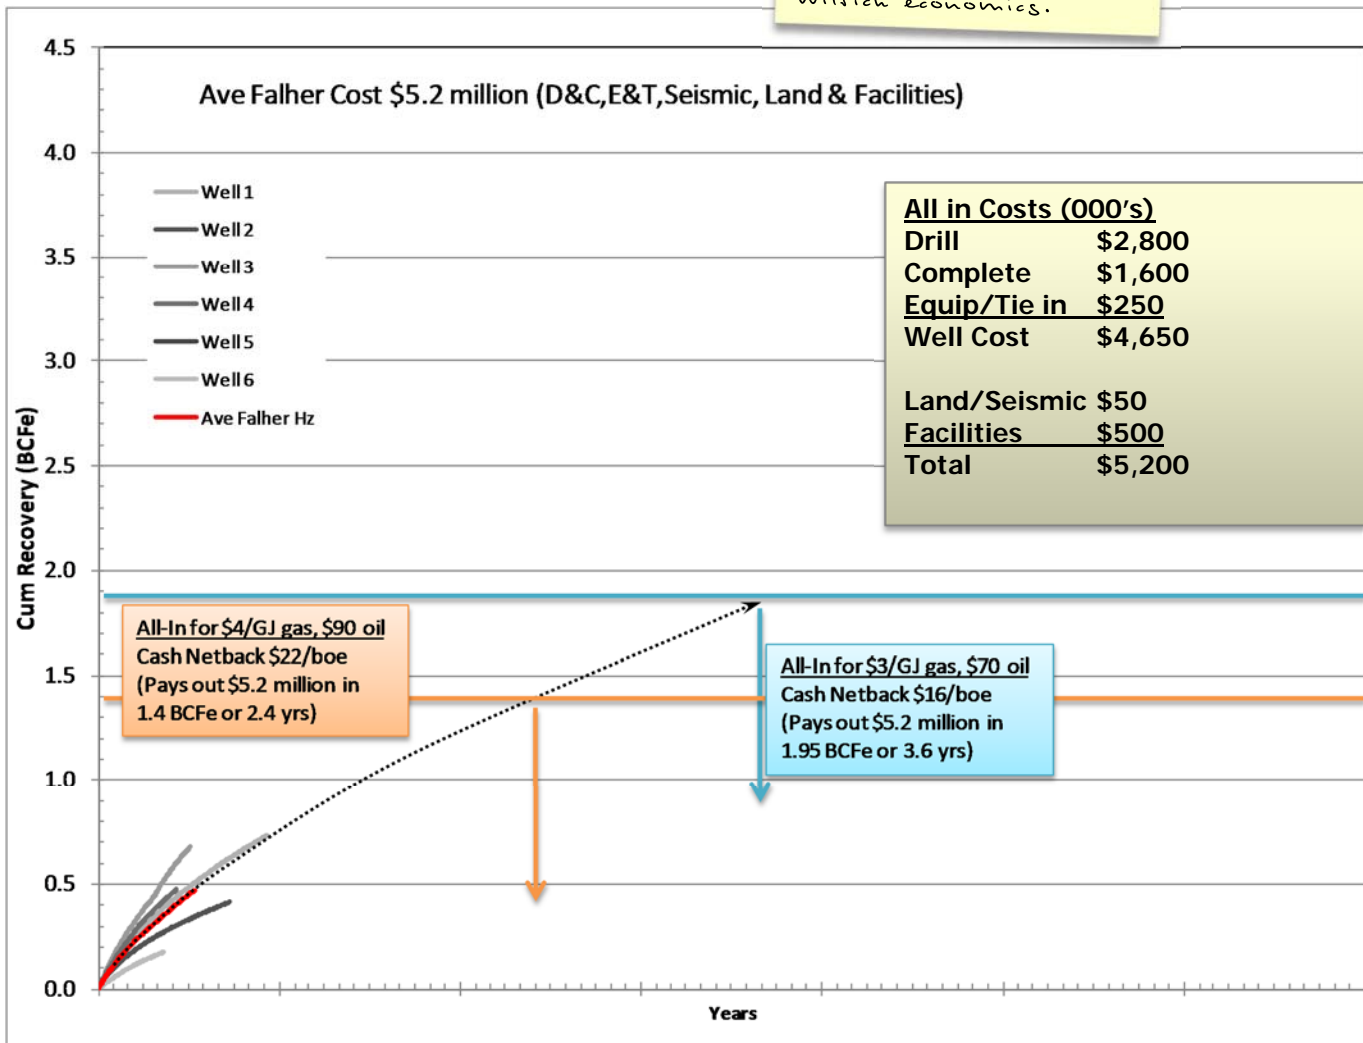 economics.
4.5
Ave Falher Cost $5.2 million (D&C,E&T,Seismic, Land & Facilities)
4.0
Well 1
Well 2
Well 3
Well 4
Well 5
Well 6
Ave Falher Hz
All in Costs (000's)
Drill $2,800
Complete $1,600
Equip/Tie in $250
Well Cost $4,650
Land/Seismic $50
Facilities $500
Total $5,200
3.5
3.0
2.5
2.0
1.5
1.0
0.5
0.0
Cum Recovery (BCFe)
All-In for $4/GJ gas, $90 oil
Cash Netback $22/boe
(Pays out $5.2 million in
1.4 BCFe or 2.4 yrs)
All-In for $3/GJ gas, $70 oil
Cash Netback $16/boe
(Pays out $5.2 million in
1.95 BCFe or 3.6 yrs)
Years